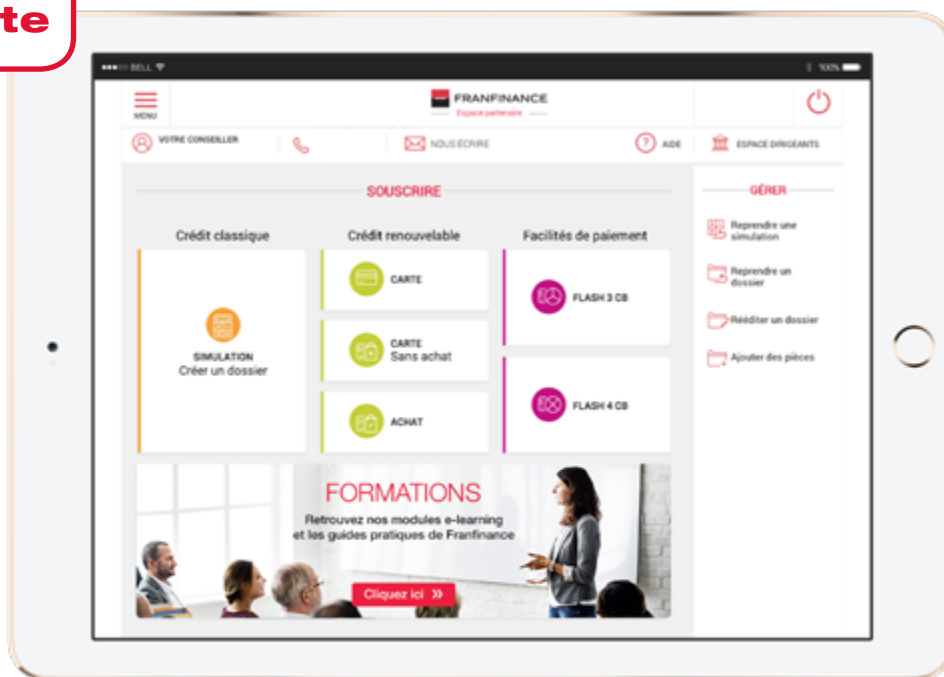 te
BELL
100%
MENU
FRANFINANCE
Espace partenaire
VOTRE CONSEILLER
NOUS ÉCRIRE
? AIDE
ESPACE DIRIGEANTS
SOUSCRIRE
Crédit classique
SIMULATION
Créer un dossier
Crédit renouvelable
CARTE
CARTE
Sans achat
ACHAT
Facilités de paiement
FLASH 3 CB
FLASH 4 CB
GÉRER
Reprendre une
simulation
Reprendre un
dossier
Rééditer un dossier
Ajouter des pièces
FORMATIONS
Retrouvez nos modules e-learning
et les guides pratiques de Franfinance
Cliquez ici »